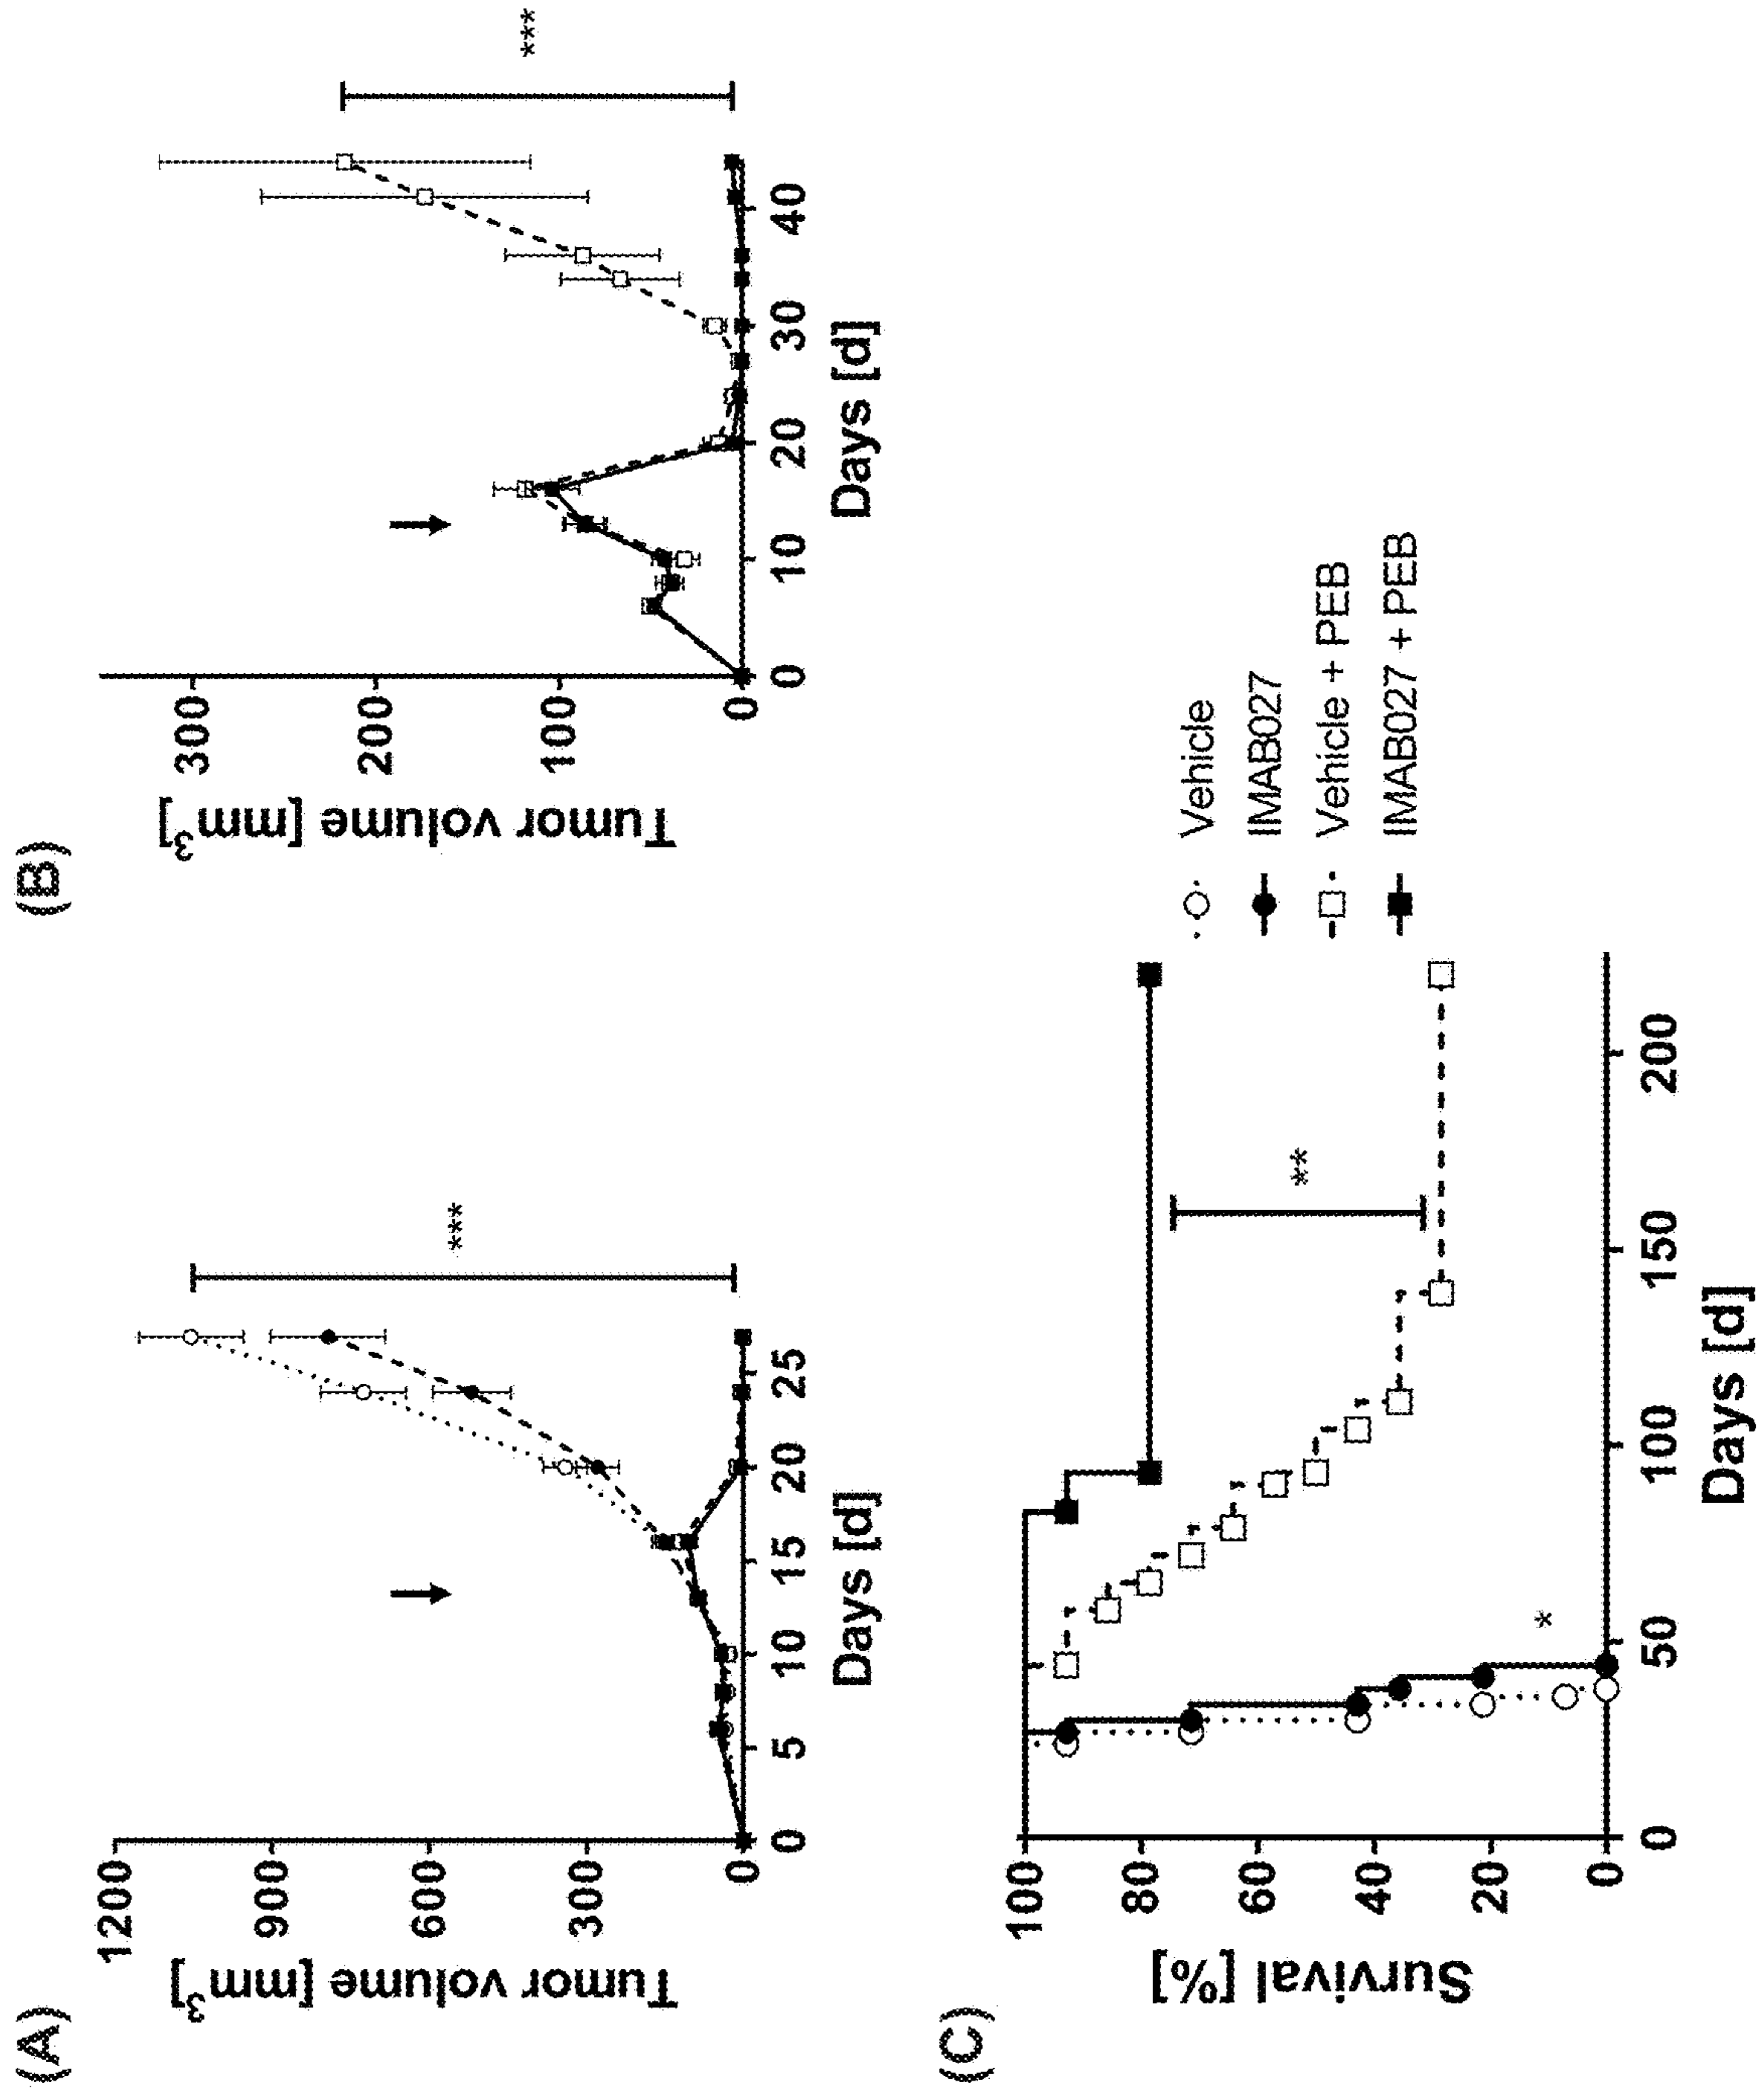 (A)
Tumor volume [mm³]
1200
900
600
300
0
0 5 10 15 20 25
Days [d]
***
(B)
Tumor volume [mm³]
300
200
100
0
0 10 20 30 40
Days [d]
***
(C)
Survival [%]
100
80
60
40
20
0
0 50 100 150 200
Days [d]
*
**
Vehicle
IMAB027
Vehicle + PEB
IMAB027 + PEB